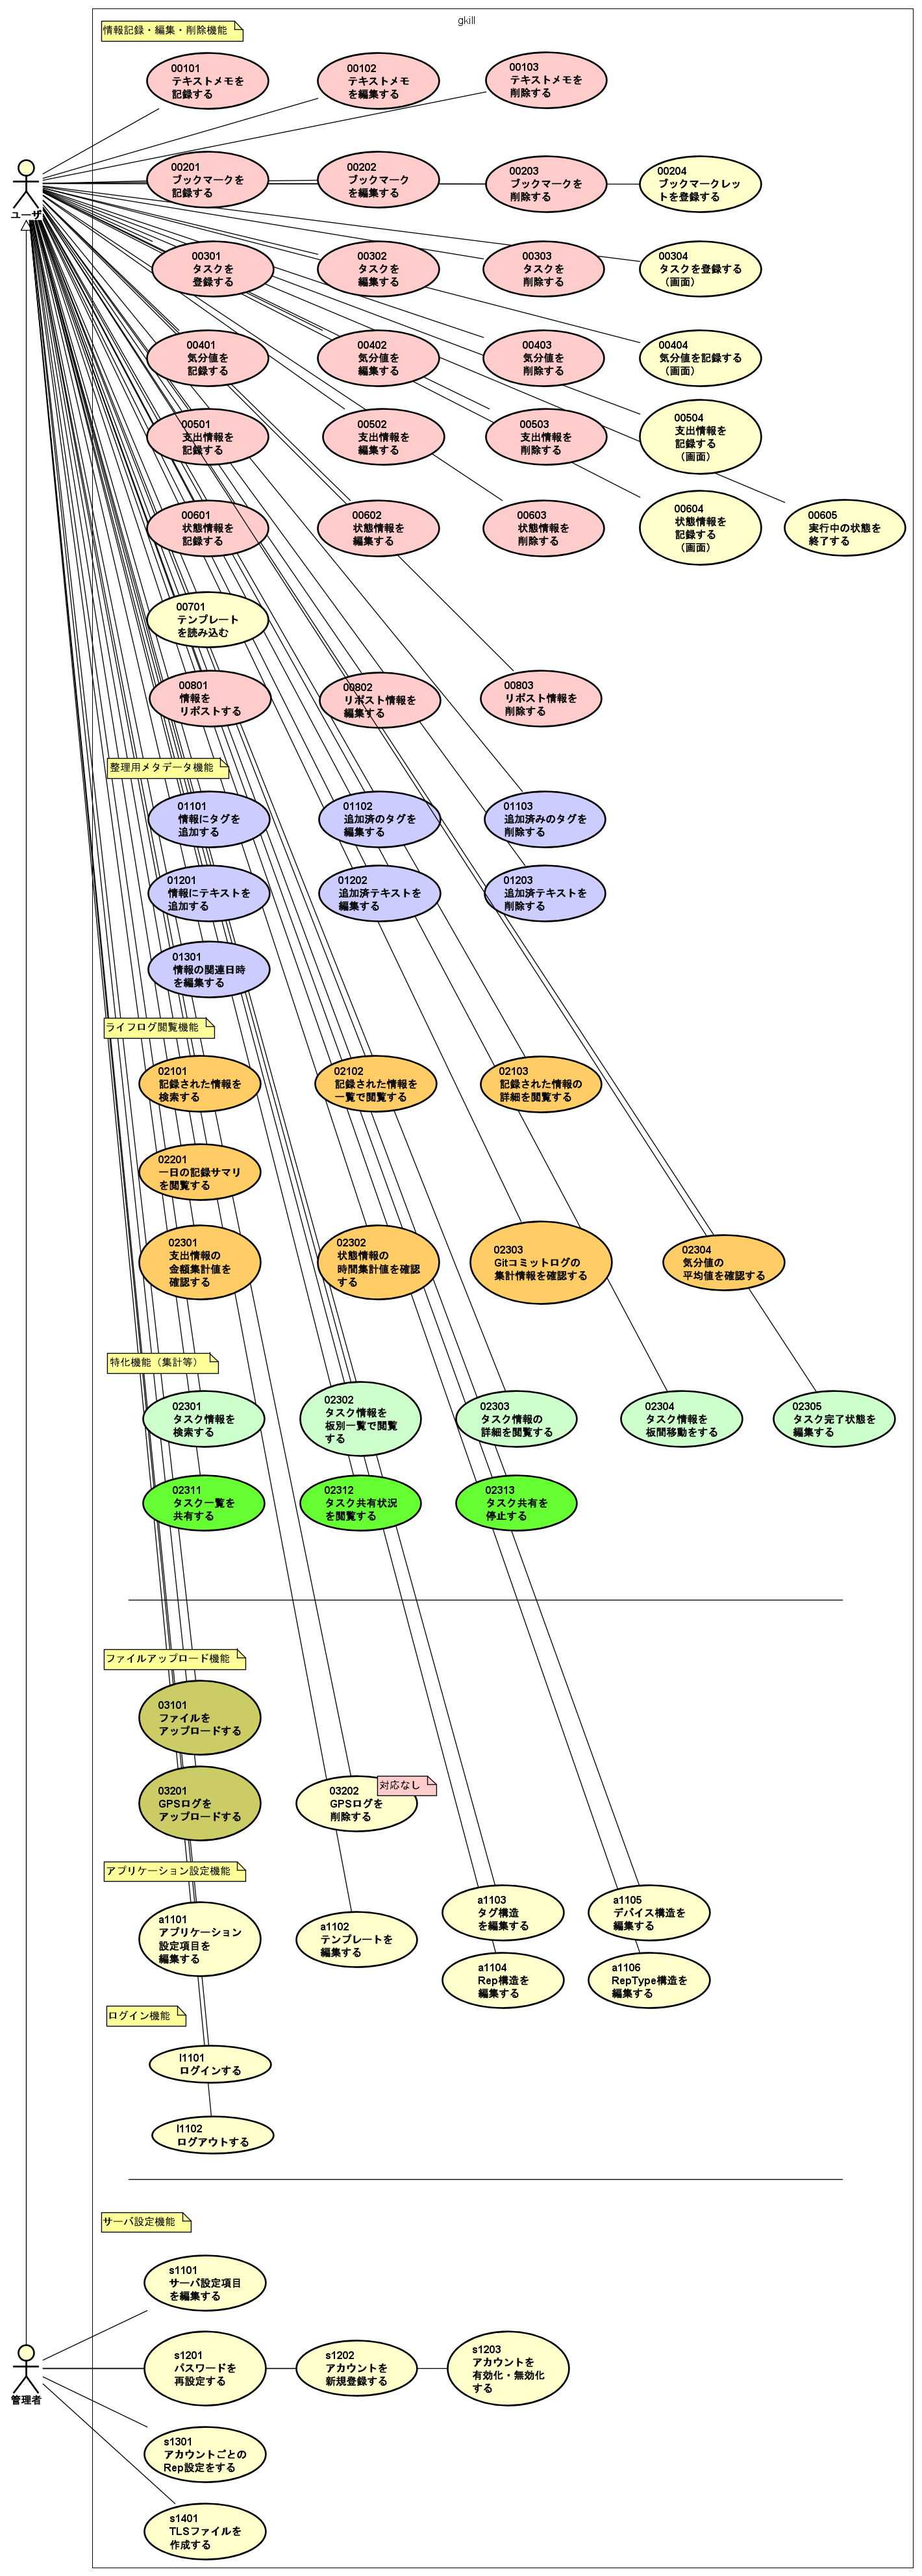 gkill
情報記録・編集・削除機能
00101
テキストメモを
記録する
00102
テキストメモ
を編集する
00103
テキストメモを
削除する
ユーザ
00201
ブックマークを
記録する
00202
ブックマーク
を編集する
00203
ブックマークを
削除する
00204
ブックマークレッ
トを登録する
00301
タスクを
登録する
00302
タスクを
編集する
00303
タスクを
削除する
00304
タスクを登録する
（画面）
00401
気分値を
記録する
00402
気分値を
編集する
00403
気分値を
削除する
00404
気分値を記録する
（画面）
00501
支出情報を
記録する
00502
支出情報を
編集する
00503
支出情報を
削除する
00504
支出情報を
記録する
（画面）
00601
状態情報を
記録する
00602
状態情報を
編集する
00603
状態情報を
削除する
00604
状態情報を
記録する
（画面）
00605
実行中の状態を
終了する
00701
テンプレート
を読み込む
00801
情報を
リポストする
00802
リポスト情報を
編集する
00803
リポスト情報を
削除する
整理用メタデータ機能
01101
情報にタグを
追加する
01102
追加済のタグを
編集する
01103
追加済みのタグを
削除する
01201
情報にテキストを
追加する
01202
追加済テキストを
編集する
01203
追加済テキストを
削除する
01301
情報の関連日時
を編集する
ライフログ閲覧機能
02101
記録された情報を
検索する
02102
記録された情報を
一覧で閲覧する
02103
記録された情報の
詳細を閲覧する
02201
一日の記録サマリ
を閲覧する
02301
支出情報の
金額集計値を
確認する
02302
状態情報の
時間集計値を確認
する
02303
Gitコミットログの
集計情報を確認する
02304
気分値の
平均値を確認する
特化機能（集計等）
02301
タスク情報を
検索する
02302
タスク情報を
板別一覧で閲覧
する
02303
タスク情報の
詳細を閲覧する
02304
タスク情報を
板間移動をする
02305
タスク完了状態を
編集する
02311
タスク一覧を
共有する
02312
タスク共有状況
を閲覧する
02313
タスク共有を
停止する
ファイルアップロード機能
03101
ファイルを
アップロードする
03201
GPSログを
アップロードする
03202
GPSログを
削除する
対応なし
アプリケーション設定機能
a1101
アプリケーション
設定項目を
編集する
a1102
テンプレートを
編集する
a1103
タグ構造
を編集する
a1105
デバイス構造を
編集する
a1104
Rep構造を
編集する
a1106
RepType構造を
編集する
ログイン機能
l1101
ログインする
l1102
ログアウトする
サーバ設定機能
s1101
サーバ設定項目
を編集する
管理者
s1201
パスワードを
再設定する
s1202
アカウントを
新規登録する
s1203
アカウントを
有効化・無効化
する
s1301
アカウントごとの
Rep設定をする
s1401
TLSファイルを
作成する